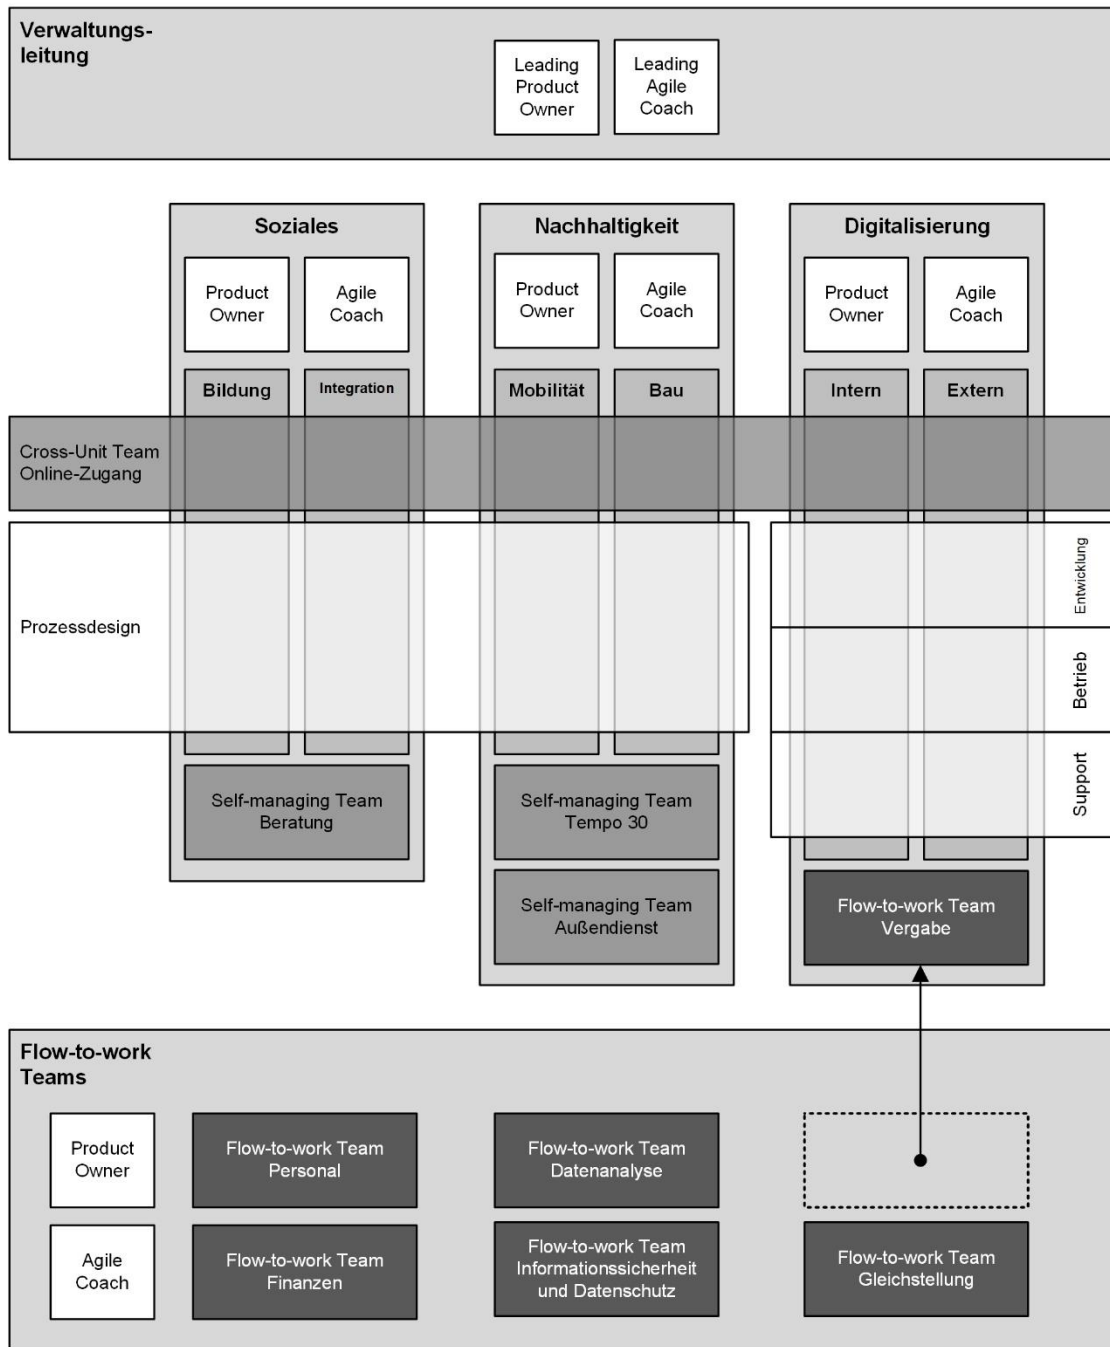 Verwaltungs-
leitung
Leading
Product
Owner
Leading
Agile
Coach
Soziales
Product
Owner
Agile
Coach
Bildung
Integration
Nachhaltigkeit
Product
Owner
Agile
Coach
Mobilität
Bau
Digitalisierung
Product
Owner
Agile
Coach
Intern
Extern
Cross-Unit Team
Online-Zugang
Prozessdesign
Entwicklung
Betrieb
Support
Self-managing Team
Beratung
Self-managing Team
Tempo 30
Self-managing Team
Außendienst
Flow-to-work Team
Vergabe
Flow-to-work
Teams
Product
Owner
Flow-to-work Team
Personal
Flow-to-work Team
Datenanalyse
Agile
Coach
Flow-to-work Team
Finanzen
Flow-to-work Team
Informationssicherheit
und Datenschutz
Flow-to-work Team
Gleichstellung